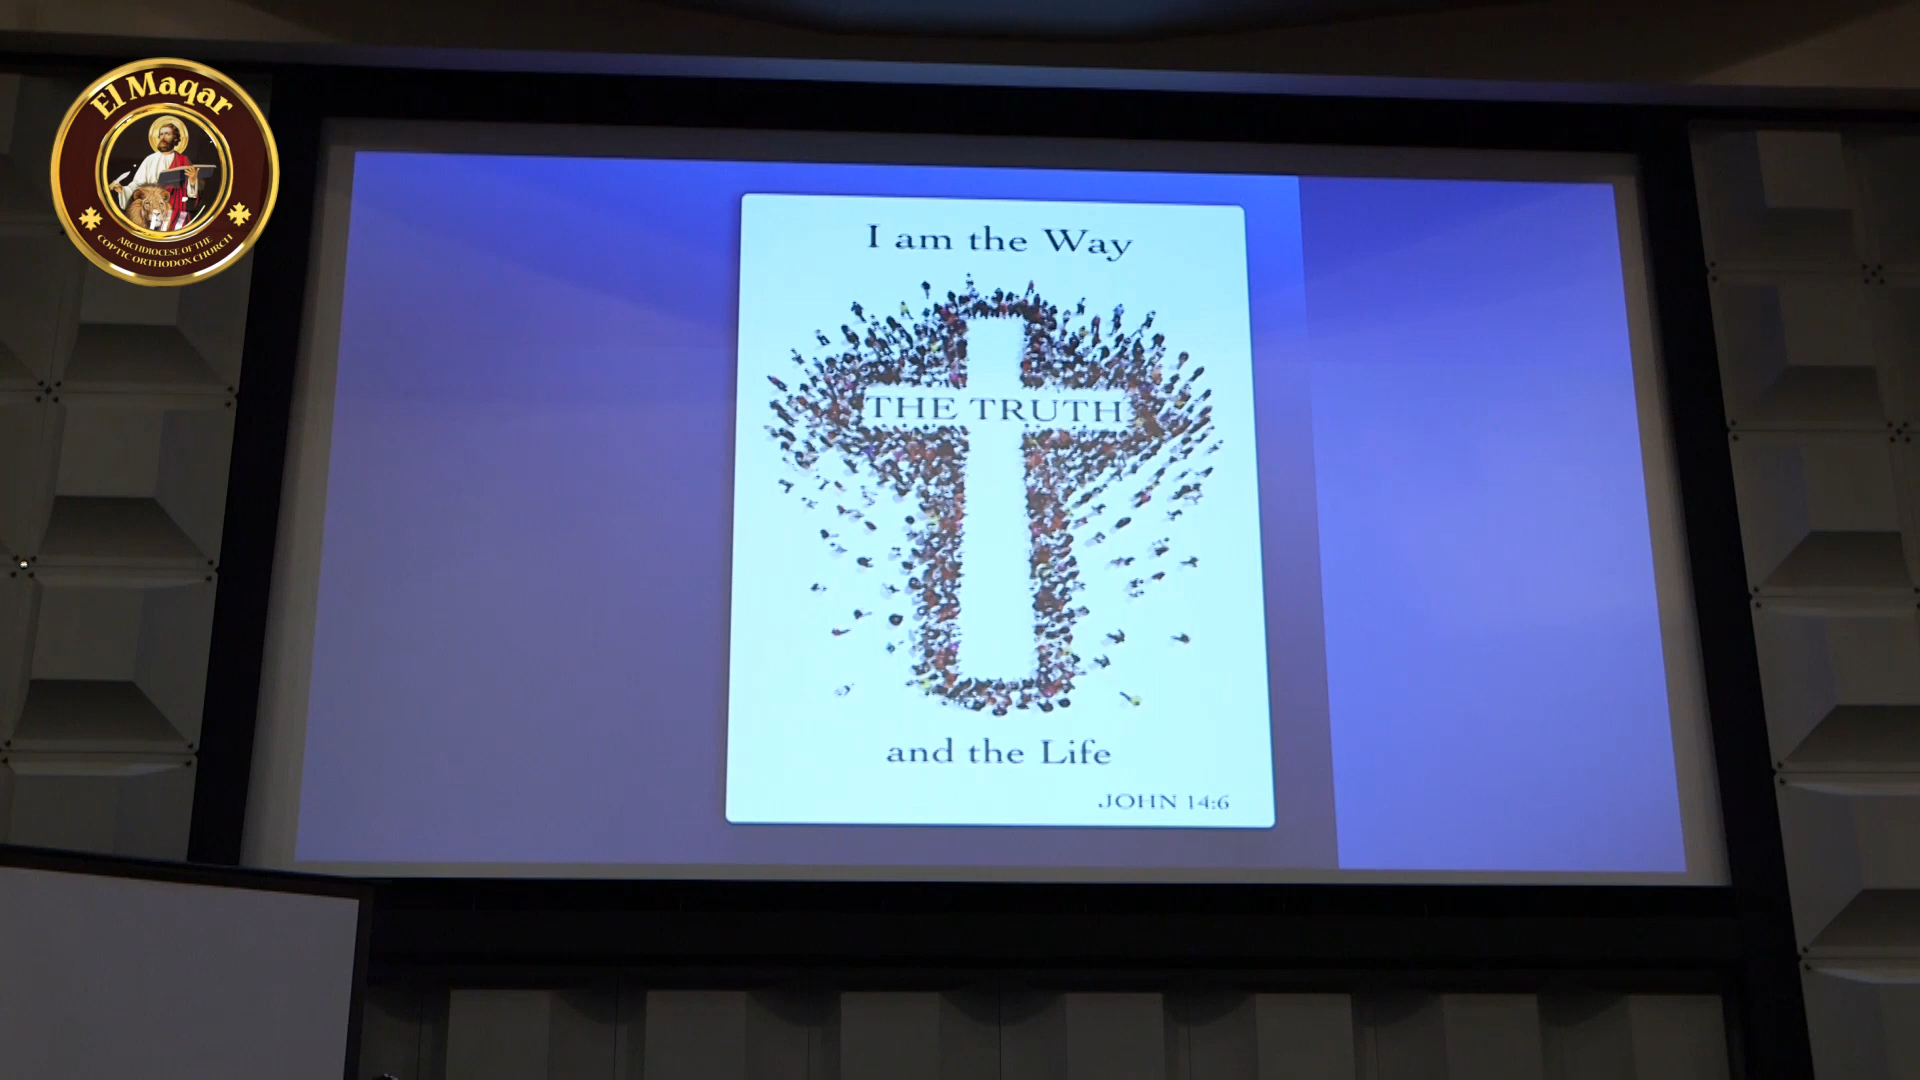 El Maqar
ARCHDIOCESE OF THE
COPTIC ORTHODOX CHURCH
I am the Way
THE TRUTH
and the Life
JOHN 14:6